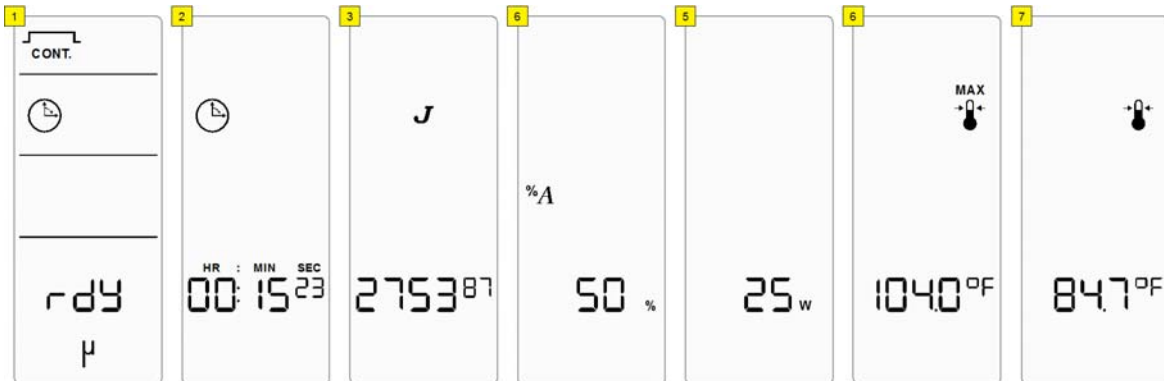 1
CONT.
rdy
µ
2
HR : MIN SEC
00:15 23
3
J
2753 87
6
%A
50 %
5
25 W
6
MAX
104.0°F
7
84.7°F